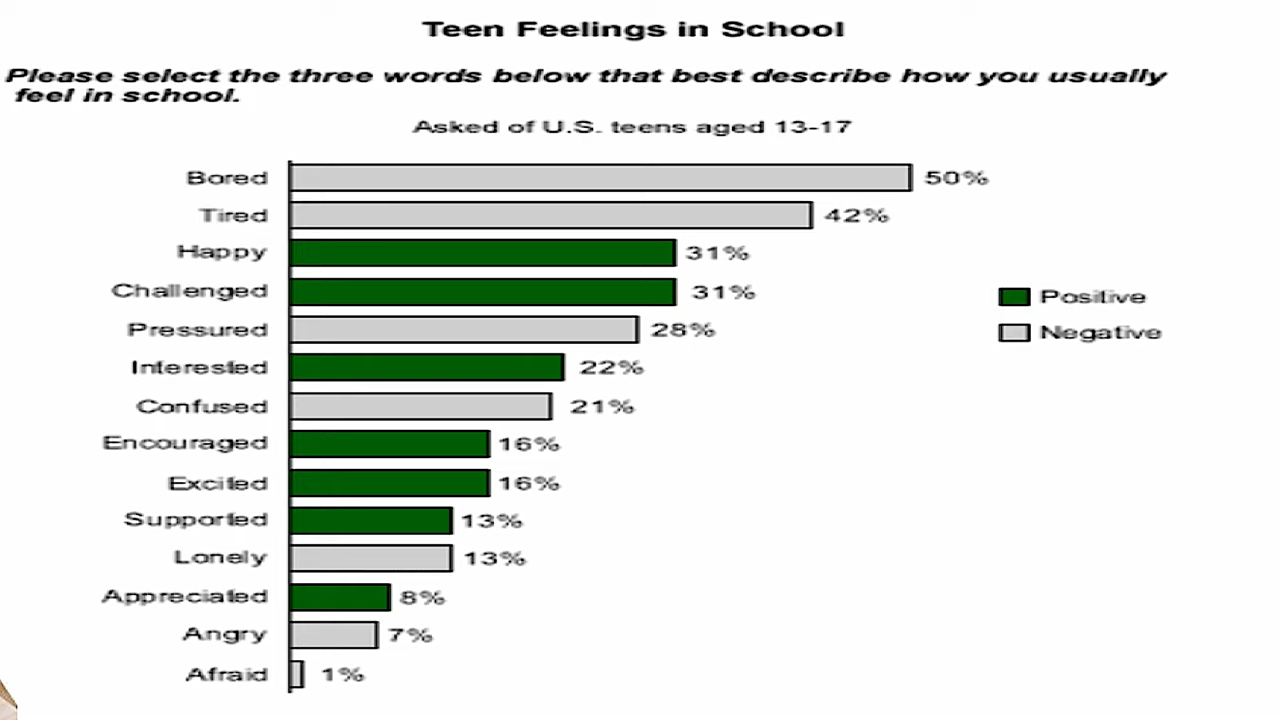 Teen Feelings in School
Please select the three words below that best describe how you usually
feel in school.
Asked of U.S. teens aged 13-17
Bored 50%
Tired 42%
Happy 31%
Challenged 31%
Positive
Pressured 28%
Negative
Interested 22%
Confused 21%
Encouraged 16%
Excited 16%
Supported 13%
Lonely 13%
Appreciated 8%
Angry 7%
Afraid 1%